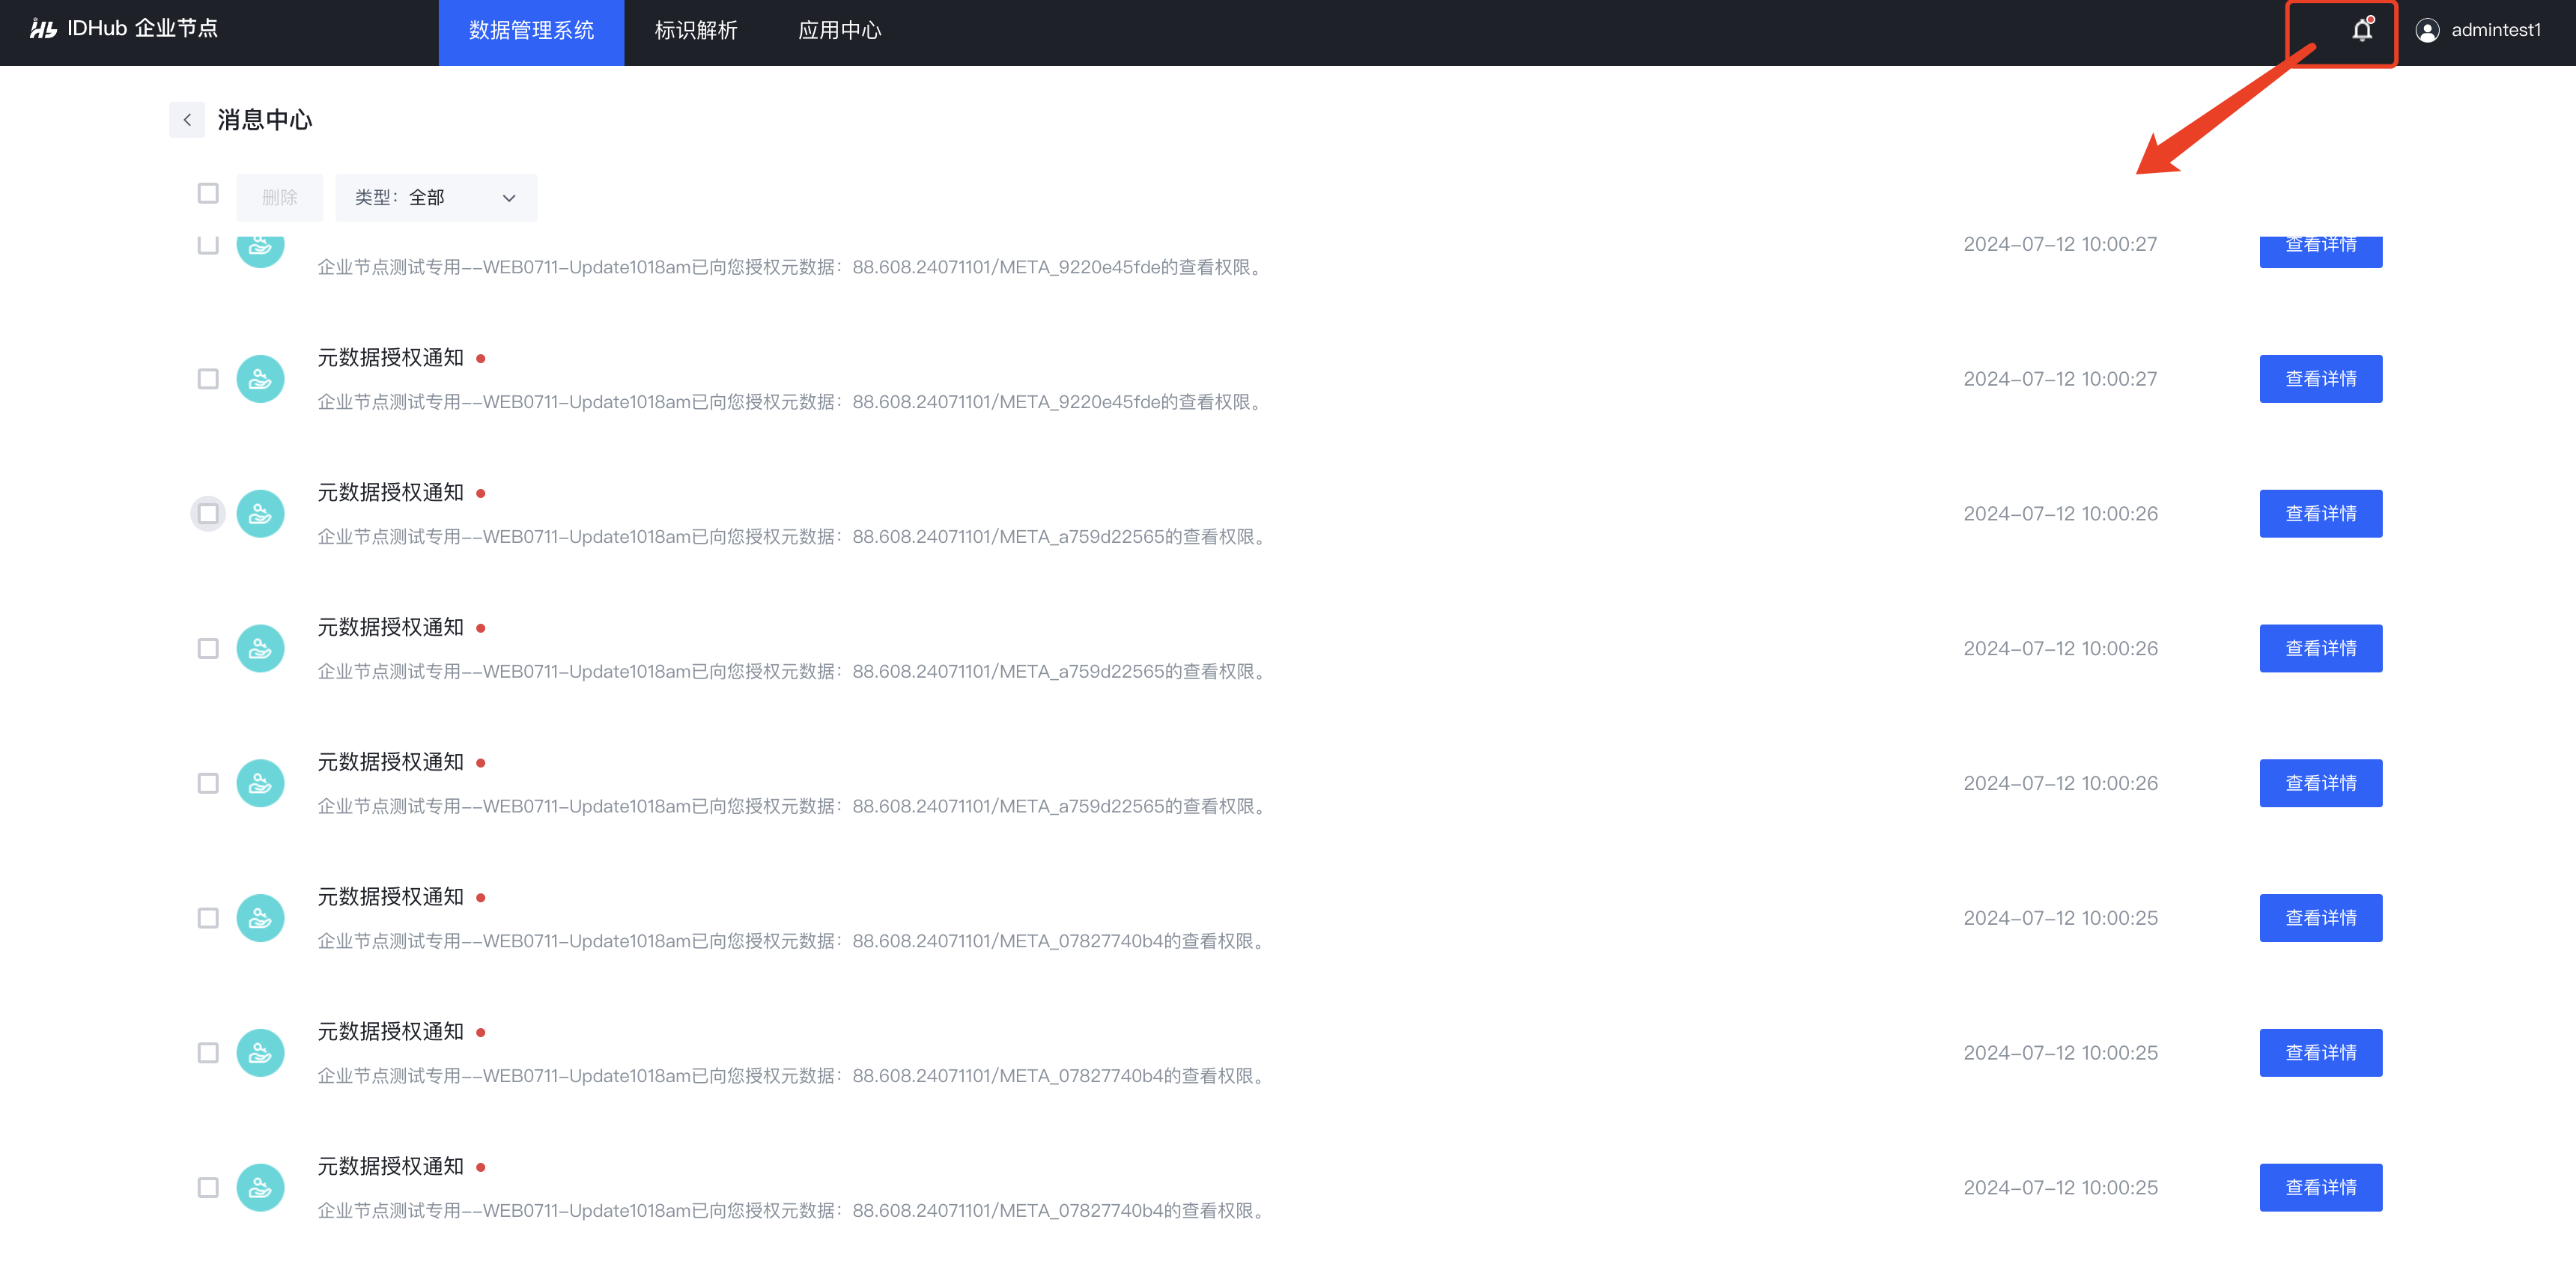 IDHub 企业节点
数据管理系统
标识解析
应用中心
admintest1
消息中心
删除
类型：全部
企业节点测试专用--WEB0711-Update1018am已向您授权元数据：88.608.24071101/META_9220e45fde的查看权限。
2024-07-12 10:00:27
查看详情
元数据授权通知
企业节点测试专用--WEB0711-Update1018am已向您授权元数据：88.608.24071101/META_9220e45fde的查看权限。
2024-07-12 10:00:27
查看详情
元数据授权通知
企业节点测试专用--WEB0711-Update1018am已向您授权元数据：88.608.24071101/META_a759d22565的查看权限。
2024-07-12 10:00:26
查看详情
元数据授权通知
企业节点测试专用--WEB0711-Update1018am已向您授权元数据：88.608.24071101/META_a759d22565的查看权限。
2024-07-12 10:00:26
查看详情
元数据授权通知
企业节点测试专用--WEB0711-Update1018am已向您授权元数据：88.608.24071101/META_a759d22565的查看权限。
2024-07-12 10:00:26
查看详情
元数据授权通知
企业节点测试专用--WEB0711-Update1018am已向您授权元数据：88.608.24071101/META_07827740b4的查看权限。
2024-07-12 10:00:25
查看详情
元数据授权通知
企业节点测试专用--WEB0711-Update1018am已向您授权元数据：88.608.24071101/META_07827740b4的查看权限。
2024-07-12 10:00:25
查看详情
元数据授权通知
企业节点测试专用--WEB0711-Update1018am已向您授权元数据：88.608.24071101/META_07827740b4的查看权限。
2024-07-12 10:00:25
查看详情